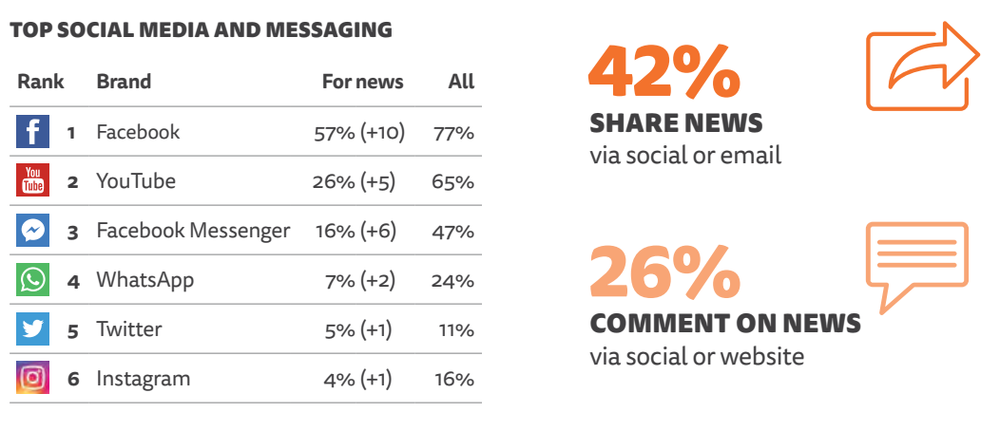 TOP SOCIAL MEDIA AND MESSAGING
Rank Brand For news All
f 1 Facebook 57% (+10) 77%
You Tube 2 YouTube 26% (+5) 65%
3 Facebook Messenger 16% (+6) 47%
4 WhatsApp 7% (+2) 24%
5 Twitter 5% (+1) 11%
6 Instagram 4% (+1) 16%
42%
SHARE NEWS
via social or email
26%
COMMENT ON NEWS
via social or website